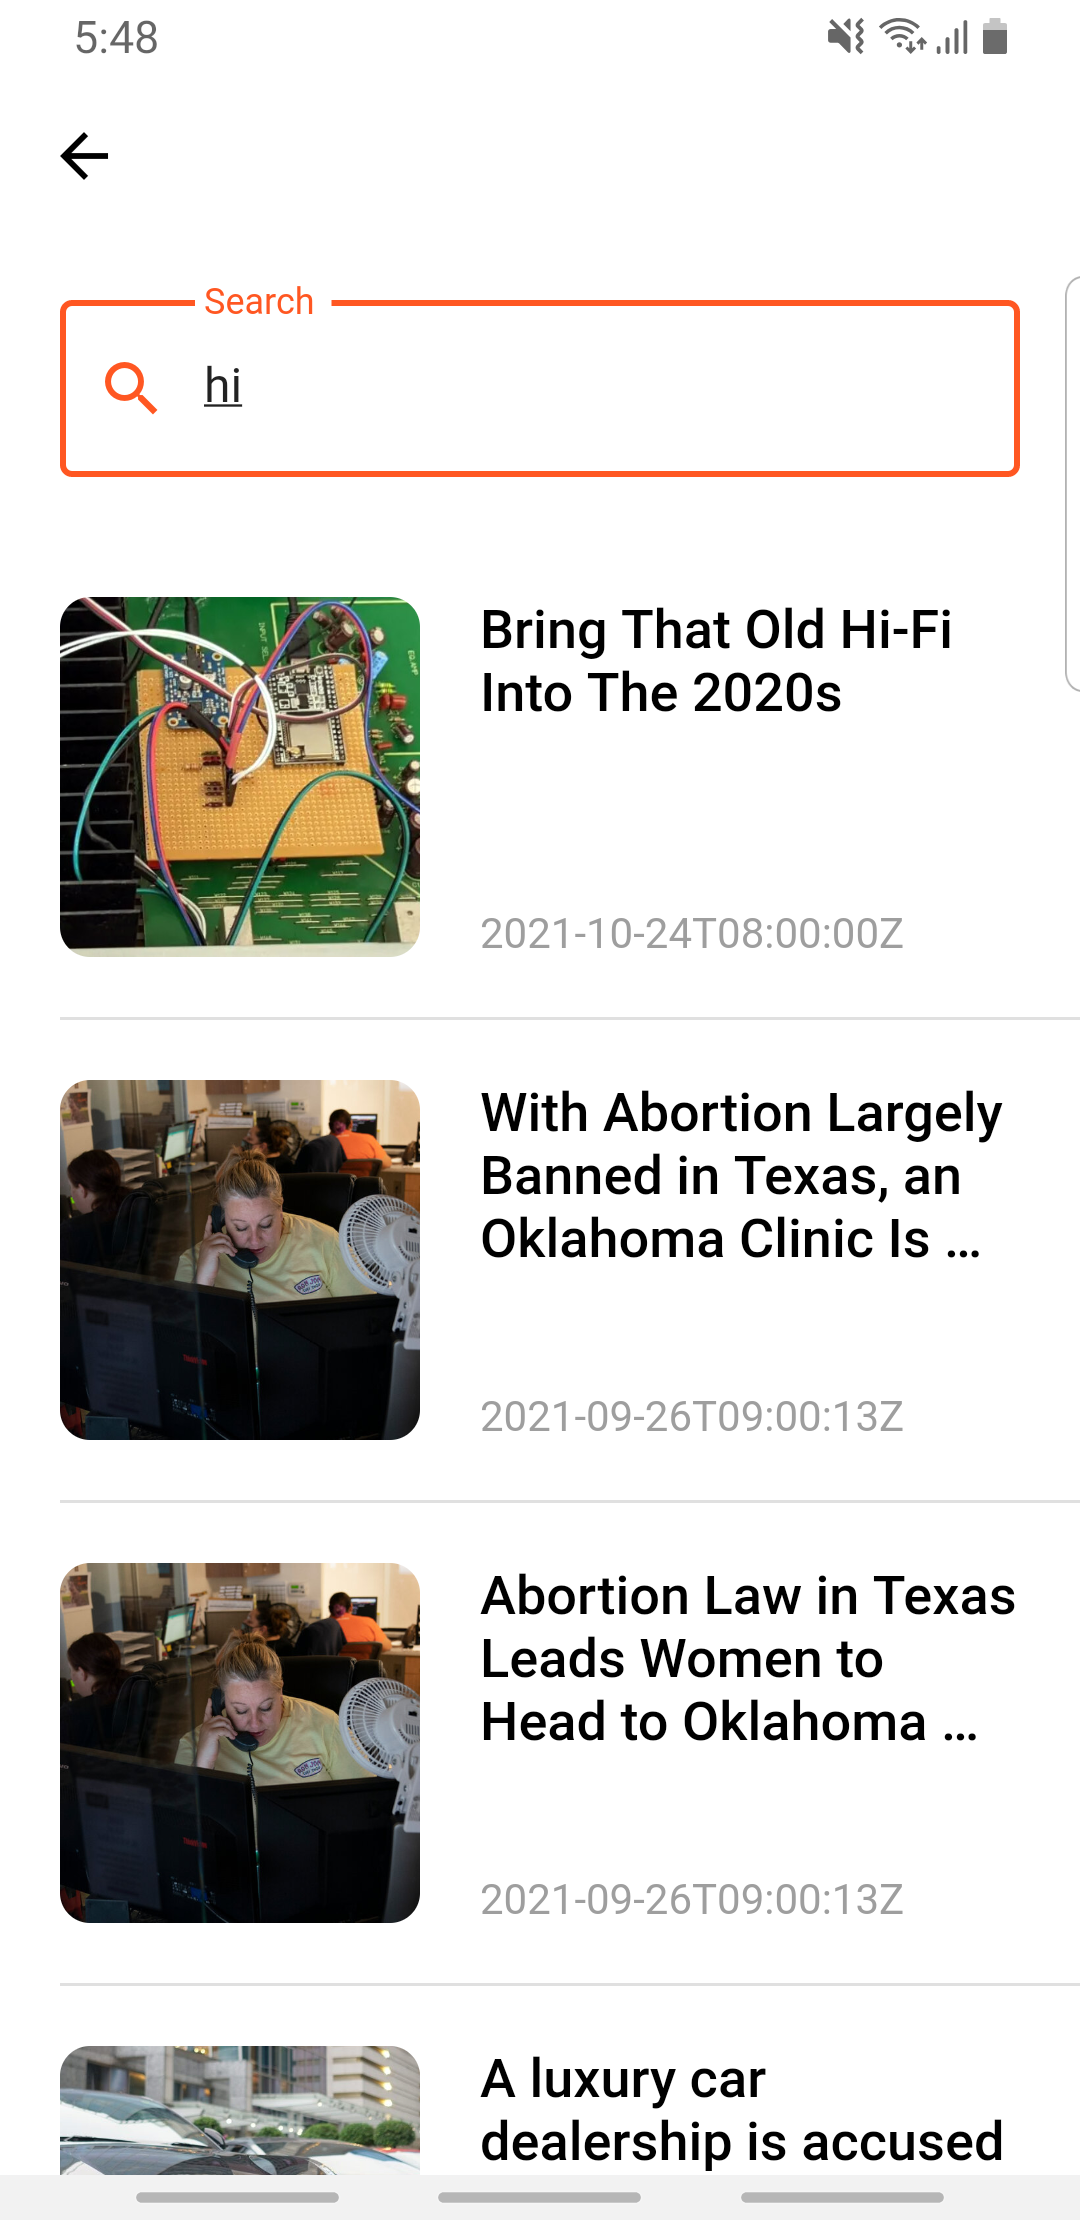 5:48
Search
hi
Bring That Old Hi-Fi
Into The 2020s
2021-10-24T08:00:00Z
With Abortion Largely
Banned in Texas, an
Oklahoma Clinic Is ...
2021-09-26T09:00:13Z
Abortion Law in Texas
Leads Women to
Head to Oklahoma ...
2021-09-26T09:00:13Z
A luxury car
dealership is accused